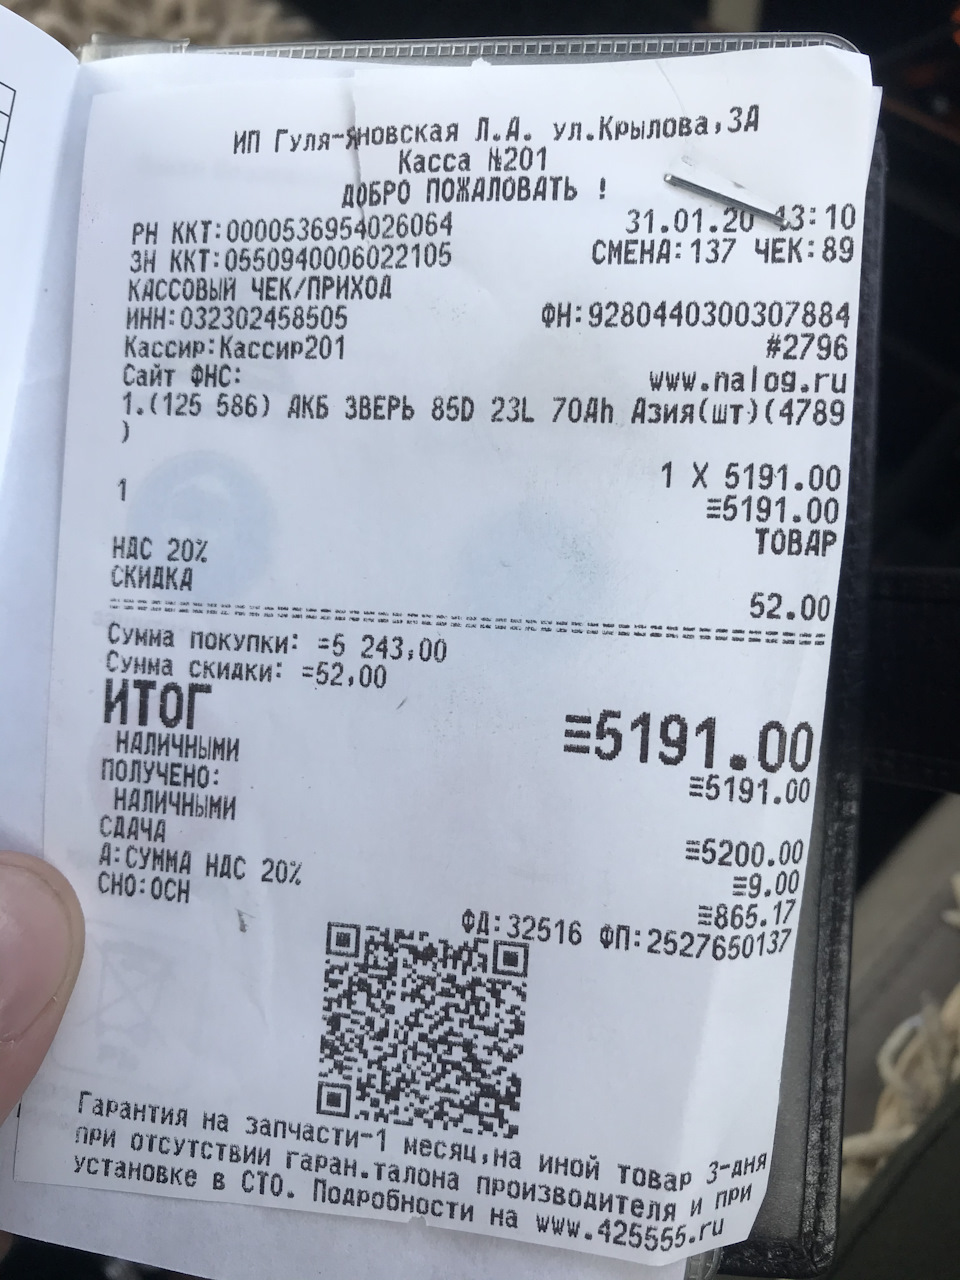 ИП Гуля-яновская Л.А. ул.Крылова,3А
Касса №201
ДОБРО ПОЖАЛОВАТЬ !
РН ККТ:0000536954026064 31.01.20 13:10
ЗН ККТ:0550940006022105 СМЕНА:137 ЧЕК:89
КАССОВЫЙ ЧЕК/ПРИХОД
ИНН:032302458505 ФН:9280440300307884
Кассир:Кассир201 #2796
Сайт ФНС: www.nalog.ru
1.(125 586) АКБ ЗВЕРЬ 85D 23L 70Ah Азия(шт)(4789
)
1 X 5191.00
1 ≡5191.00
ТОВАР
НДС 20%
СКИДКА 52.00
Сумма покупки: =5 243,00
Сумма скидки: =52,00
ИТОГ ≡5191.00
НАЛИЧНЫМИ ≡5191.00
ПОЛУЧЕНО:
НАЛИЧНЫМИ ≡5200.00
СДАЧА ≡9.00
А:СУММА НДС 20% ≡865.17
СНО:ОСН ФД:32516 ФП:2527650137
Гарантия на запчасти-1 месяц,на иной товар 3-дня
при отсутствии гаран.талона производителя и при
установке в СТО. Подробности на www.425555.ru